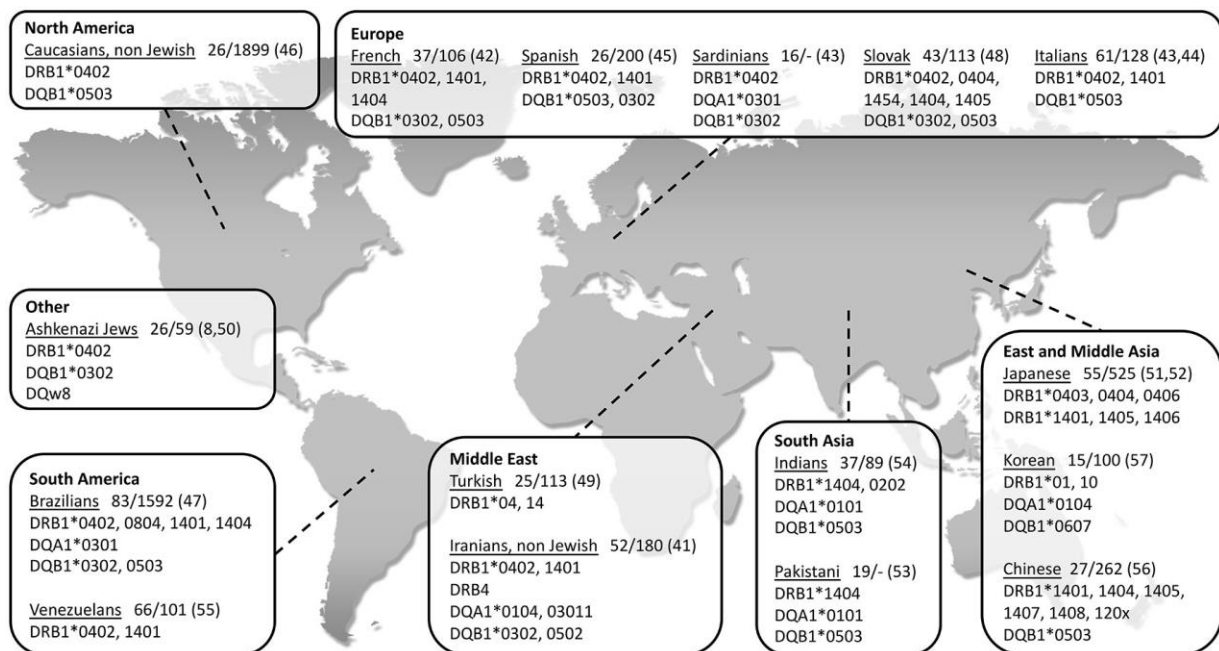 North America
Caucasians, non Jewish 26/1899 (46)
DRB1*0402
DQB1*0503
Europe
French 37/106 (42)
DRB1*0402, 1401,
1404
DQB1*0302, 0503
Spanish 26/200 (45)
DRB1*0402, 1401
DQB1*0503, 0302
Sardinians 16/- (43)
DRB1*0402
DQA1*0301
DQB1*0302
Slovak 43/113 (48)
DRB1*0402, 0404,
1454, 1404, 1405
DQB1*0302, 0503
Italians 61/128 (43,44)
DRB1*0402, 1401
DQB1*0503
Other
Ashkenazi Jews 26/59 (8,50)
DRB1*0402
DQB1*0302
DQw8
South America
Brazilians 83/1592 (47)
DRB1*0402, 0804, 1401, 1404
DQA1*0301
DQB1*0302, 0503
Venezuelans 66/101 (55)
DRB1*0402, 1401
Middle East
Turkish 25/113 (49)
DRB1*04, 14
Iranians, non Jewish 52/180 (41)
DRB1*0402, 1401
DRB4
DQA1*0104, 03011
DQB1*0302, 0502
South Asia
Indians 37/89 (54)
DRB1*1404, 0202
DQA1*0101
DQB1*0503
Pakistani 19/- (53)
DRB1*1404
DQA1*0101
DQB1*0503
East and Middle Asia
Japanese 55/525 (51,52)
DRB1*0403, 0404, 0406
DRB1*1401, 1405, 1406
Korean 15/100 (57)
DRB1*01, 10
DQA1*0104
DQB1*0607
Chinese 27/262 (56)
DRB1*1401, 1404, 1405,
1407, 1408, 120x
DQB1*0503